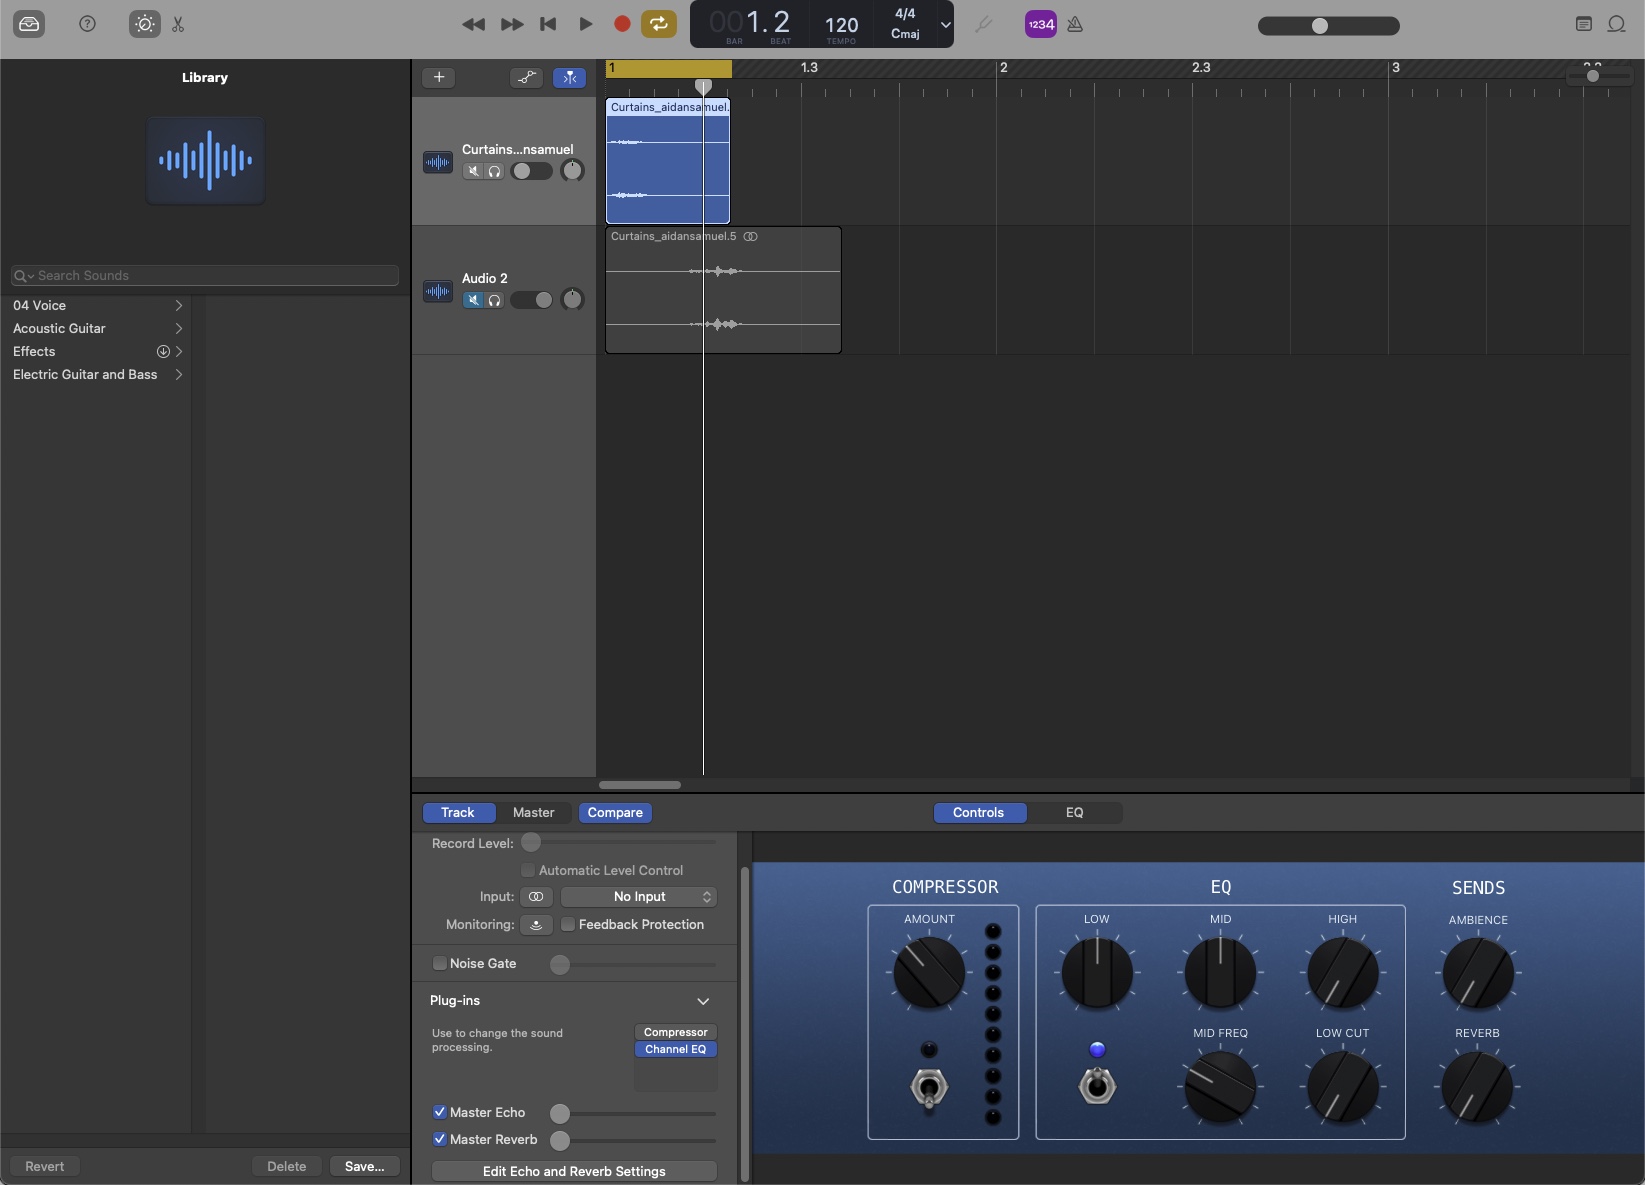 001. 2
BAR
BEAT
120
TEMPO
4/4
Cmaj
1234
Library
Search Sounds
04 Voice
Acoustic Guitar
Effects
Electric Guitar and Bass
Revert
Delete
Save...
1
1.3
2
2.3
3
Curtains...nsamuel
Curtains_aidansamuel.
Audio 2
Curtains_aidansamuel.5
Track
Master
Compare
Controls
EQ
Record Level:
Automatic Level Control
Input:
No Input
Monitoring:
Feedback Protection
Noise Gate
Plug-ins
Use to change the sound
processing.
Compressor
Channel EQ
Master Echo
Master Reverb
Edit Echo and Reverb Settings
COMPRESSOR
AMOUNT
EQ
LOW
MID
HIGH
MID FREQ
LOW CUT
SENDS
AMBIENCE
REVERB